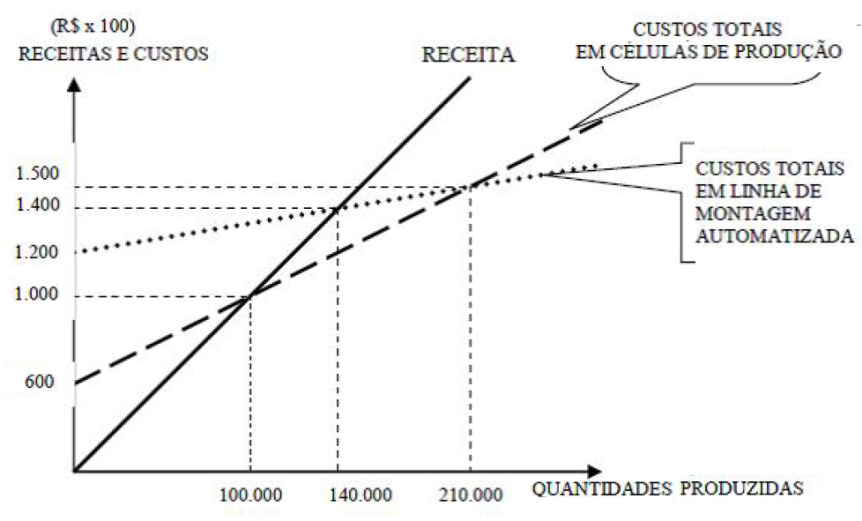 (R$ x 100)
RECEITAS E CUSTOS
RECEITA
CUSTOS TOTAIS
EM CÉLULAS DE PRODUÇÃO
1.500
1.400
1.200
1.000
600
CUSTOS TOTAIS
EM LINHA DE
MONTAGEM
AUTOMATIZADA
100.000
140.000
210.000
QUANTIDADES PRODUZIDAS